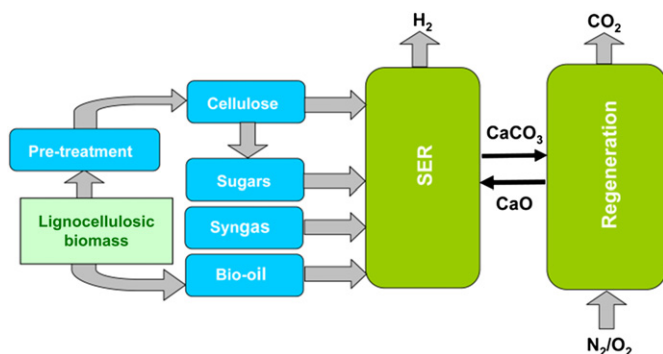 H2
CO2
Cellulose
Pre-treatment
Sugars
Lignocellulosic
biomass
Syngas
Bio-oil
SER
CaCO3
CaO
Regeneration
N2/O2